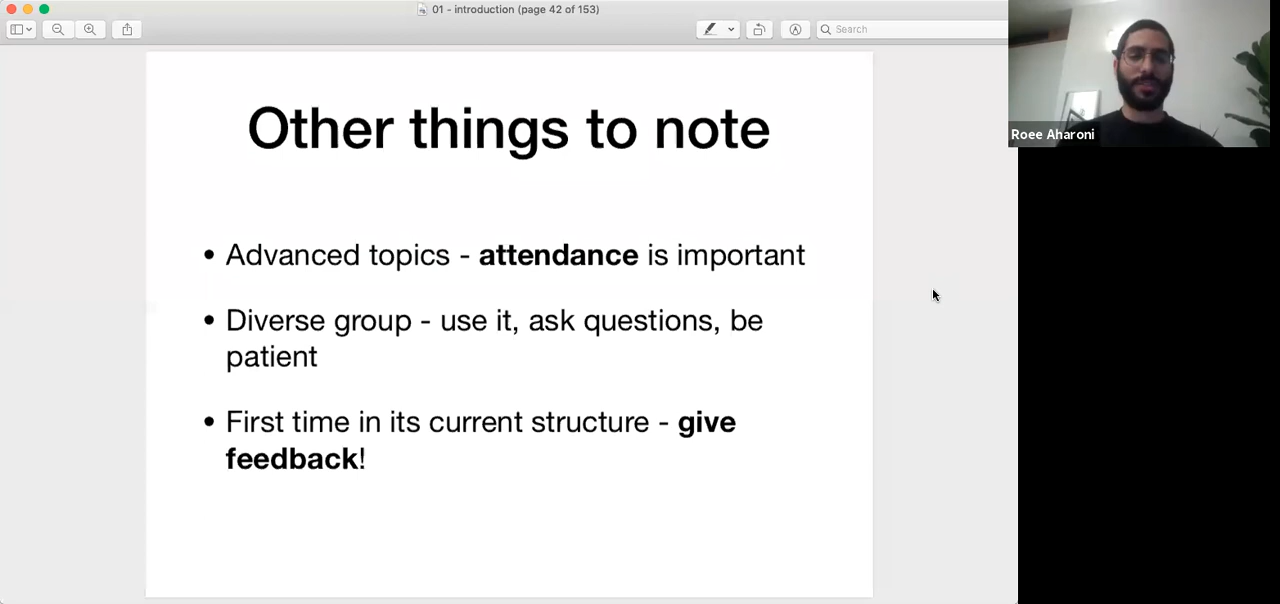 01 - introduction (page 42 of 153)
Search
Roee Aharoni
Other things to note
• Advanced topics - attendance is important
• Diverse group - use it, ask questions, be
patient
• First time in its current structure - give
feedback!